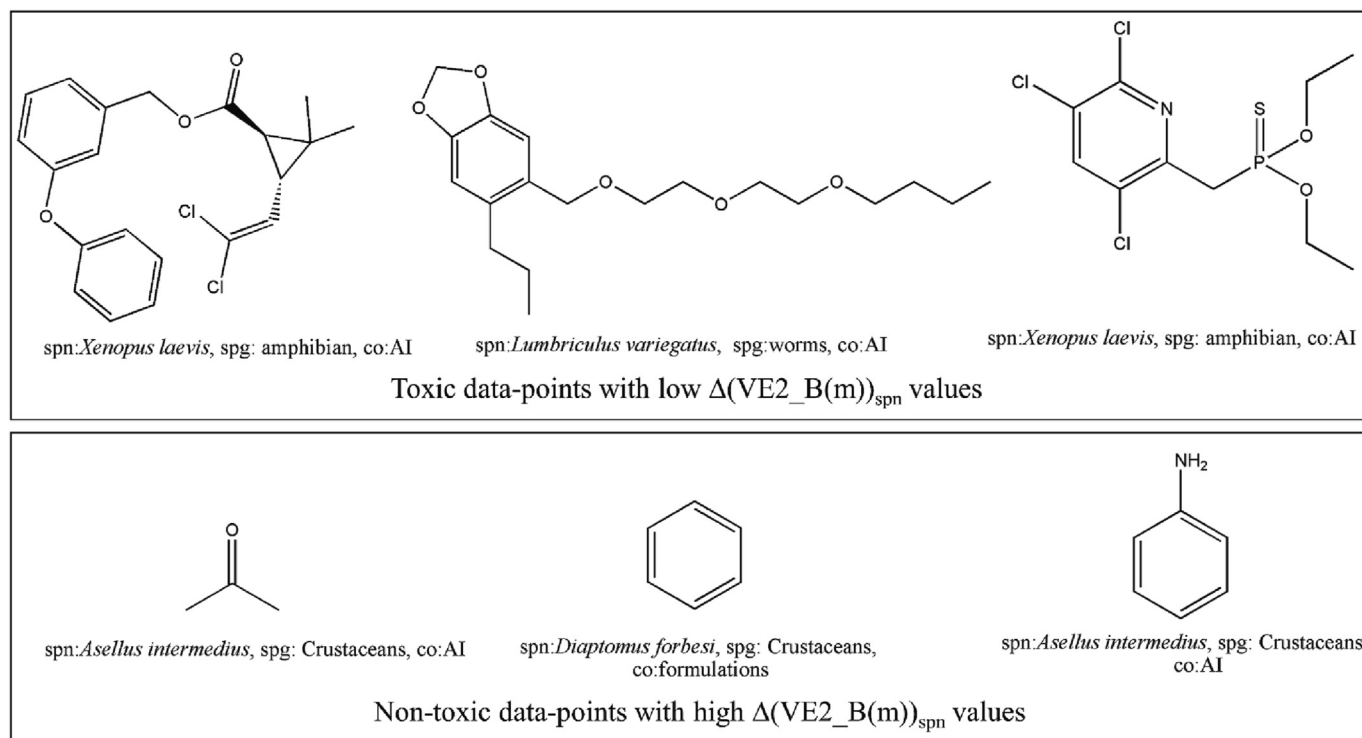 O
O
O
Cl
Cl
spn:Xenopus laevis, spg: amphibian, co:AI
O
O
O
O
O
spn:Lumbriculus variegatus, spg:worms, co:AI
Cl
Cl
N
S
O
P
O
Cl
spn:Xenopus laevis, spg: amphibian, co:AI
Toxic data-points with low Δ(VE2_B(m))spn values
O
spn:Asellus intermedius, spg: Crustaceans, co:AI
spn:Diaptomus forbesi, spg: Crustaceans,
co:formulations
NH2
spn:Asellus intermedius, spg: Crustaceans
co:AI
Non-toxic data-points with high Δ(VE2_B(m))spn values